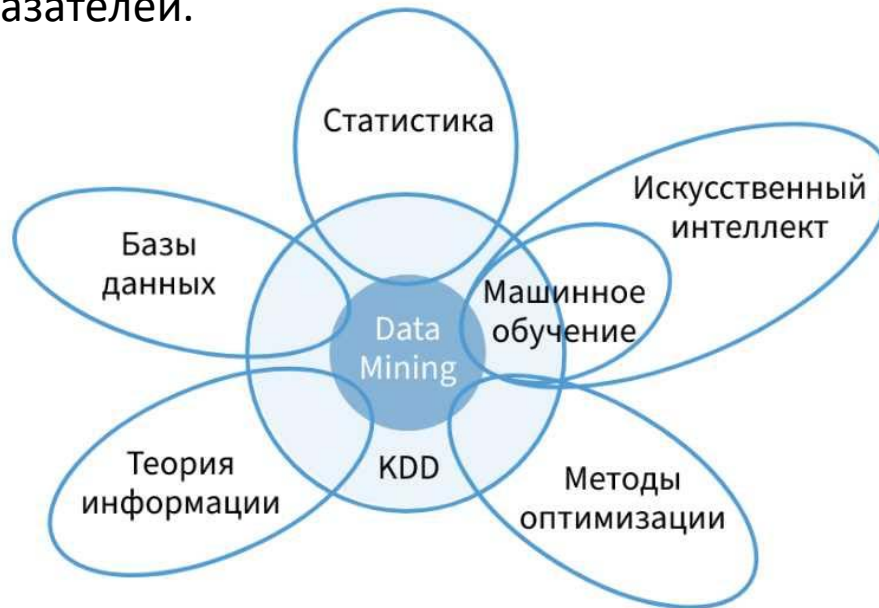 азателей.
Статистика
Искусственный
интеллект
Базы
данных
Машинное
обучение
Data
Mining
Теория
информации
KDD
Методы
оптимизации